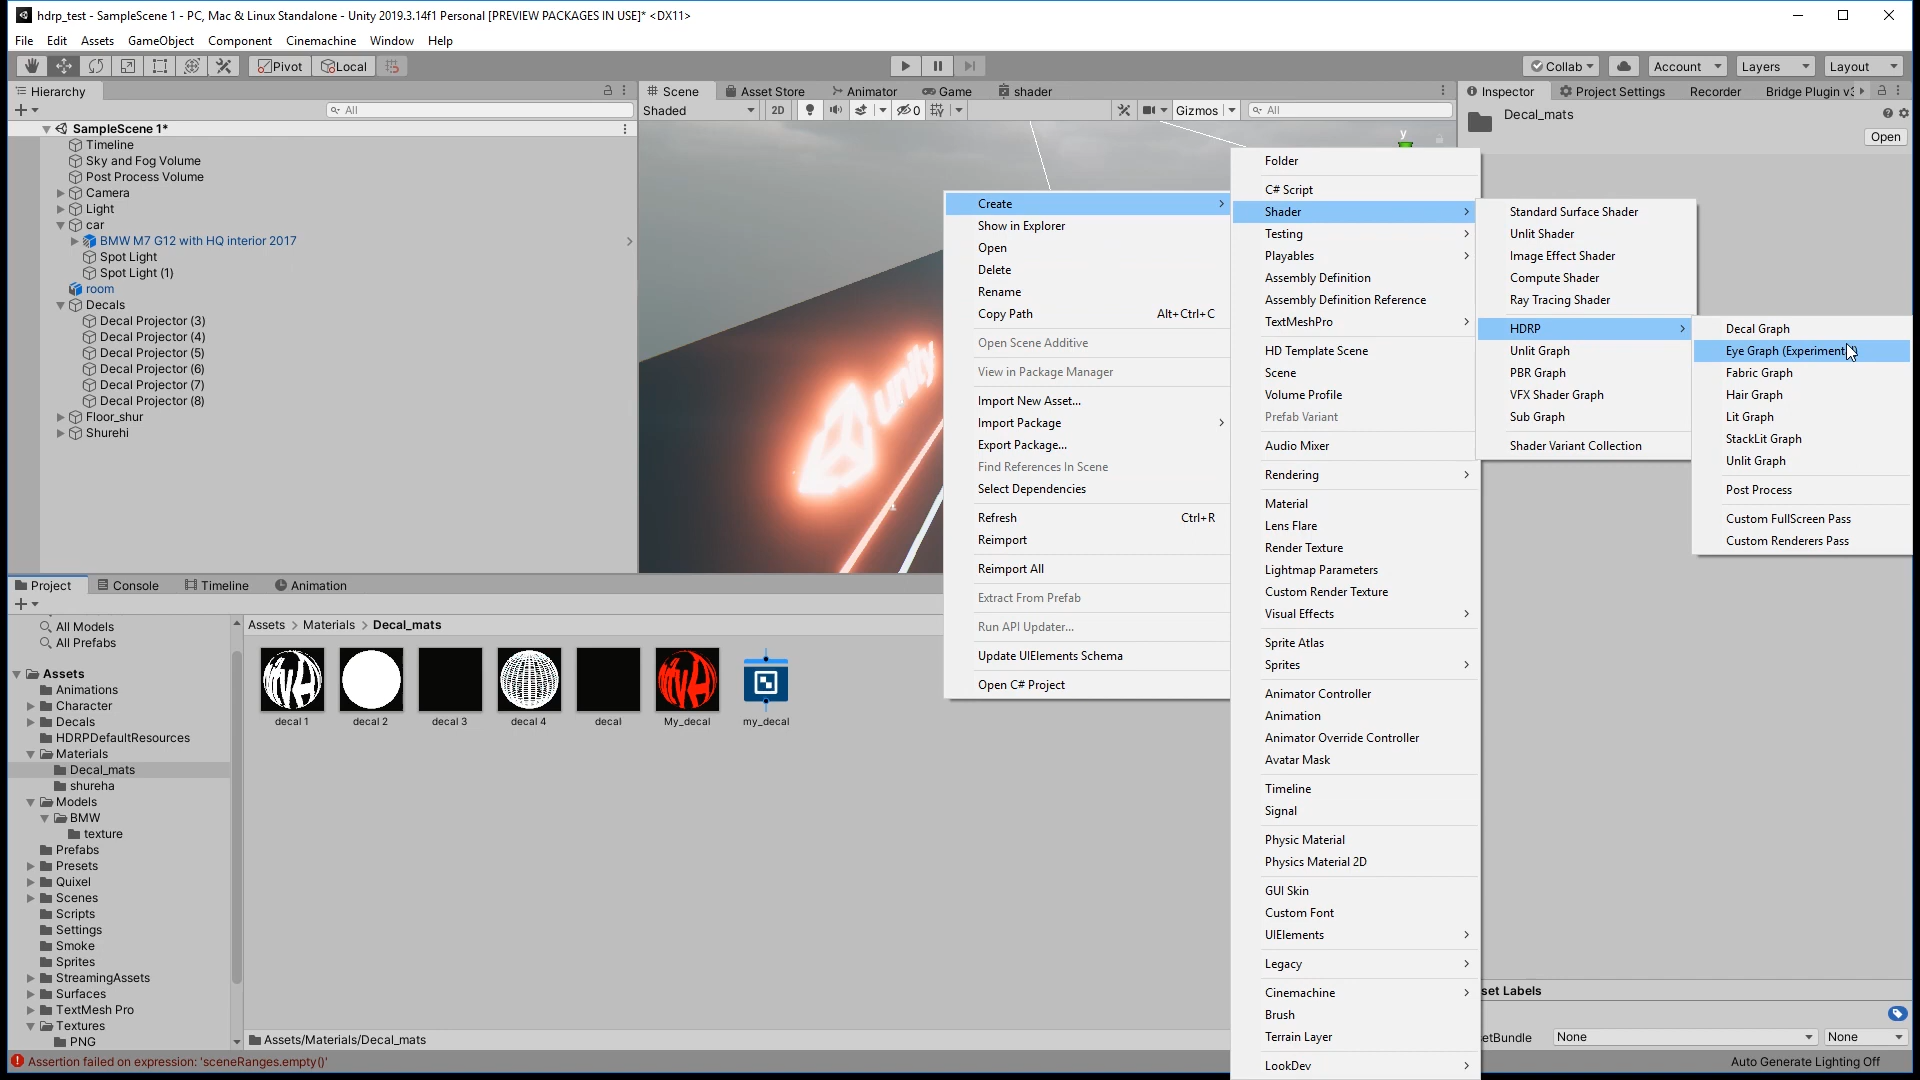 hdrp_test - SampleScene 1 - PC, Mac & Linux Standalone - Unity 2019.3.14f1 Personal [PREVIEW PACKAGES IN USE]* <DX11>
File Edit Assets GameObject Component Cinemachine Window Help
Pivot Local Collab Account Layers Layout
Hierarchy
All
SampleScene 1*
Timeline
Sky and Fog Volume
Post Process Volume
Camera
Light
car
BMW M7 G12 with HQ interior 2017
Spot Light
Spot Light (1)
room
Decals
Decal Projector (3)
Decal Projector (4)
Decal Projector (5)
Decal Projector (6)
Decal Projector (7)
Decal Projector (8)
Floor_shur
Shurehi
Scene Asset Store Animator Game shader
Shaded 2D 0 Gizmos All
y
unity
Inspector Project Settings Recorder Bridge Plugin v3
Decal_mats
Open
Create
Show in Explorer
Open
Delete
Rename
Copy Path Alt+Ctrl+C
Open Scene Additive
View in Package Manager
Import New Asset...
Import Package
Export Package...
Find References In Scene
Select Dependencies
Refresh Ctrl+R
Reimport
Reimport All
Extract From Prefab
Run API Updater...
Update UIElements Schema
Open C# Project
Folder
C# Script
Shader
Testing
Playables
Assembly Definition
Assembly Definition Reference
TextMeshPro
HD Template Scene
Scene
Volume Profile
Prefab Variant
Audio Mixer
Rendering
Material
Lens Flare
Render Texture
Lightmap Parameters
Custom Render Texture
Visual Effects
Sprite Atlas
Sprites
Animator Controller
Animation
Animator Override Controller
Avatar Mask
Timeline
Signal
Physic Material
Physics Material 2D
GUI Skin
Custom Font
UIElements
Legacy
Cinemachine
Brush
Terrain Layer
LookDev
Standard Surface Shader
Unlit Shader
Image Effect Shader
Compute Shader
Ray Tracing Shader
HDRP
Unlit Graph
PBR Graph
VFX Shader Graph
Sub Graph
Shader Variant Collection
Decal Graph
Eye Graph (Experiment
Fabric Graph
Hair Graph
Lit Graph
StackLit Graph
Unlit Graph
Post Process
Custom FullScreen Pass
Custom Renderers Pass
Project Console Timeline Animation
All Models
All Prefabs
Assets
Animations
Character
Decals
HDRPDefaultResources
Materials
Decal_mats
shureha
Models
BMW
texture
Prefabs
Presets
Quixel
Scenes
Scripts
Settings
Smoke
Sprites
StreamingAssets
Surfaces
TextMesh Pro
Textures
PNG
Assets > Materials > Decal_mats
decal 1 decal 2 decal 3 decal 4 decal My_decal my_decal
Assets/Materials/Decal_mats
set Labels
etBundle None None
Assertion failed on expression: 'sceneRanges.empty()'
Auto Generate Lighting Off